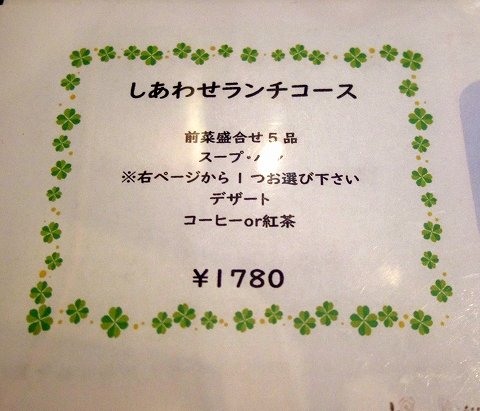 しあわせランチコース
前菜盛合せ5品
スープ・パン
※右ページから1つお選び下さい
デザート
コーヒーor紅茶
¥1780